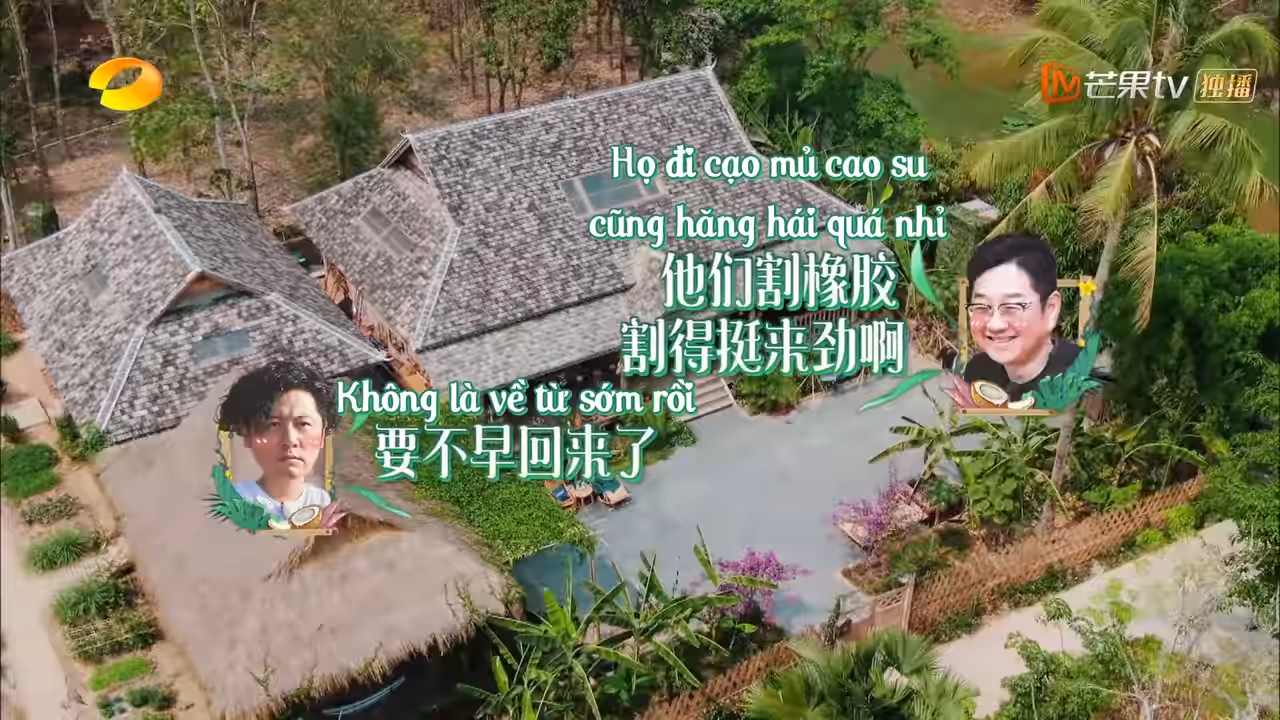 芒果tv 独播
Họ đi cạo mủ cao su
cũng hăng hái quá nhỉ
他们割橡胶
割得挺来劲啊
Không là về từ sớm rồi
要不早回来了